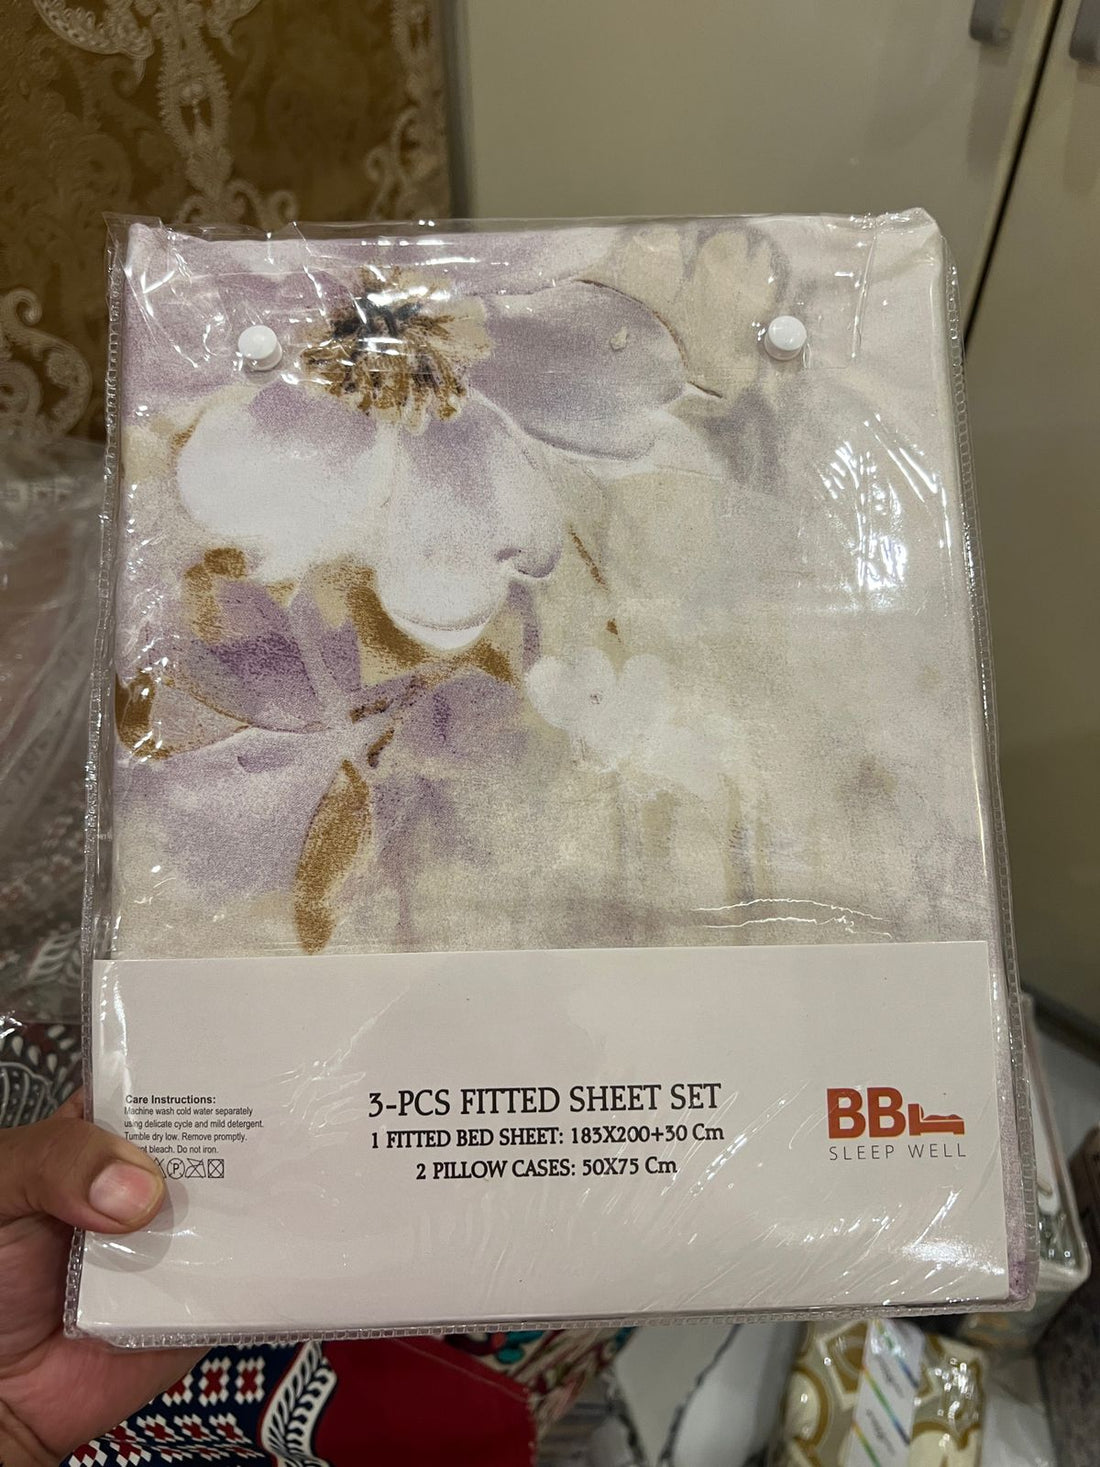 Care Instructions:
Machine wash cold water separately
using delicate cycle and mild detergent.
Tumble dry low. Remove promptly.
bleach. Do not iron.
P
3-PCS FITTED SHEET SET
1 FITTED BED SHEET: 183X200+30 Cm
2 PILLOW CASES: 50X75 Cm
BB
SLEEP WELL